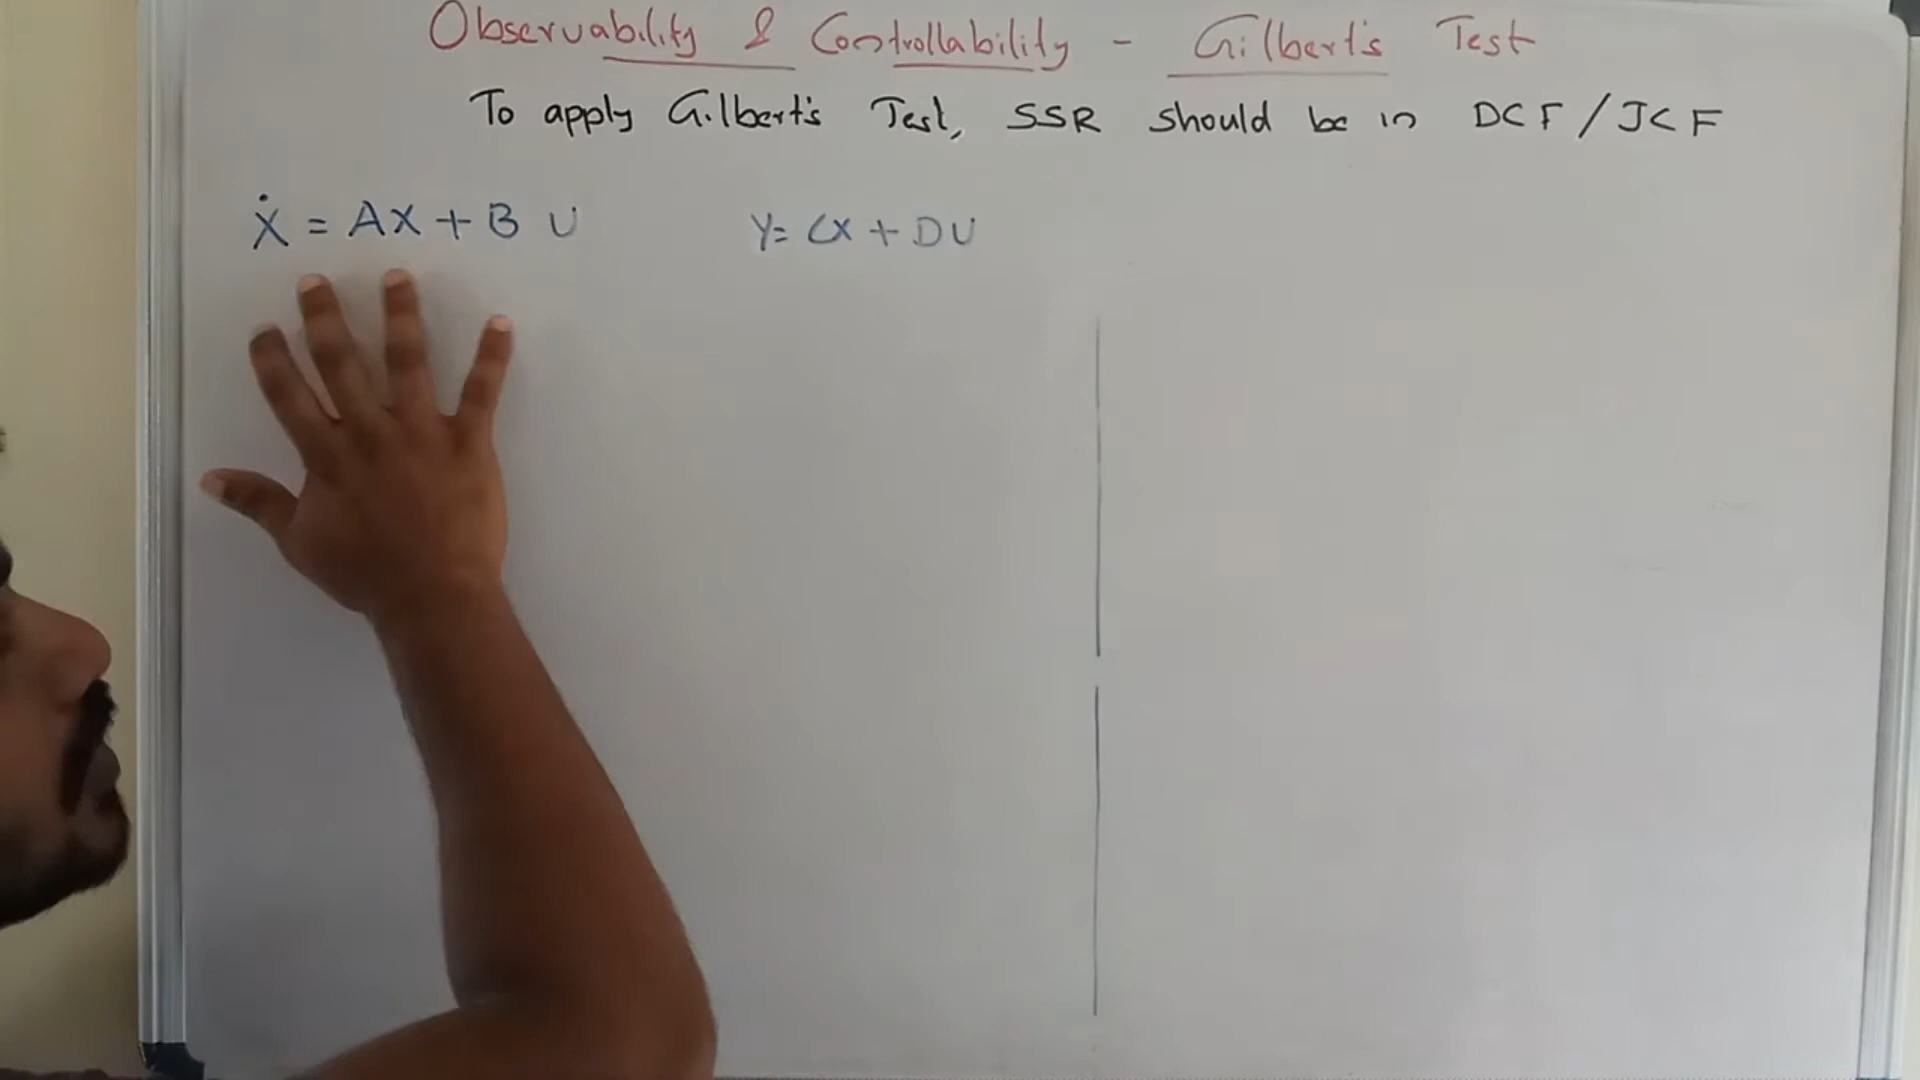 Observability & Controllability - Gilbert's Test
To apply Gilbert's Test, SSR should be in DCF/JCF
Ẋ = AX + B U
Y= CX + DU